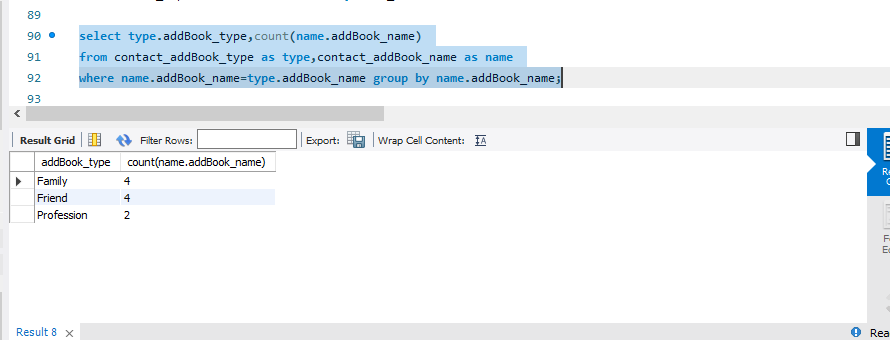 89
90 select type.addBook_type,count(name.addBook_name)
91 from contact_addBook_type as type,contact_addBook_name as name
92 where name.addBook_name=type.addBook_name group by name.addBook_name;
93
Result Grid Filter Rows: Export: Wrap Cell Content:
addBook_type count(name.addBook_name)
Family 4
Friend 4
Profession 2
Result 8